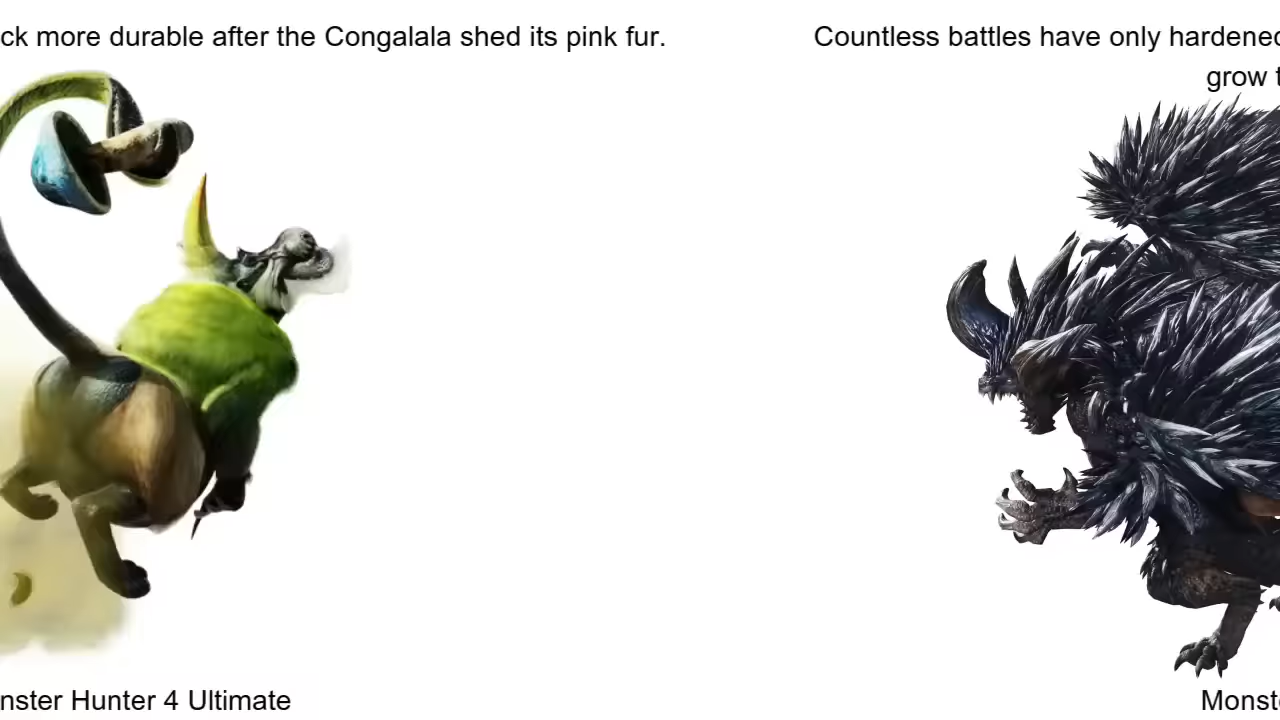 ck more durable after the Congalala shed its pink fur.
Countless battles have only hardened
grow
nster Hunter 4 Ultimate
Monst